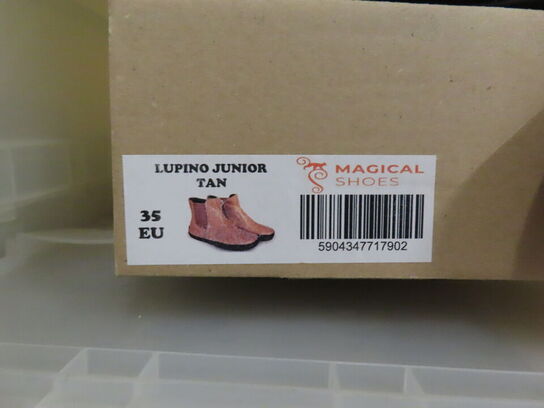 LUPINO JUNIOR
TAN
35
EU
MAGICAL
SHOES
5904347717902